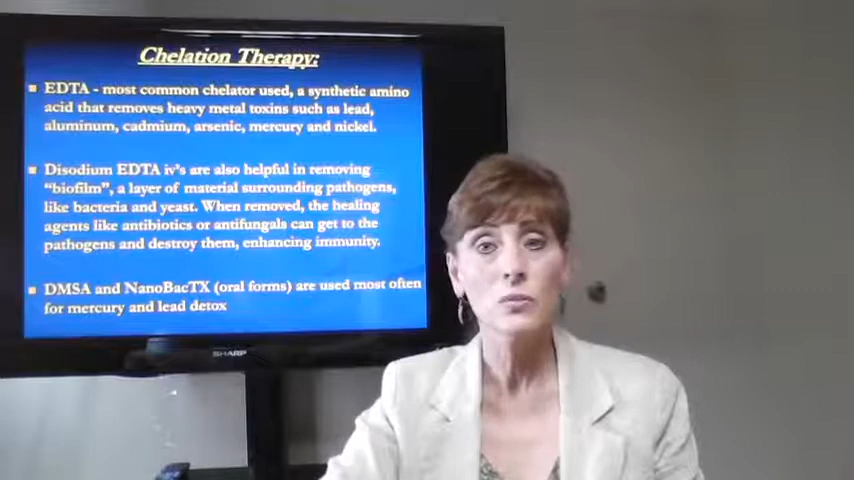 Chelation Therapy:
EDTA - most common chelator used, a synthetic amino
acid that removes heavy metal toxins such as lead,
aluminum, cadmium, arsenic, mercury and nickel.
Disodium EDTA iv's are also helpful in removing
"biofilm", a layer of material surrounding pathogens,
like bacteria and yeast. When removed, the healing
agents like antibiotics or antifungals can get to the
pathogens and destroy them, enhancing immunity.
DMSA and NanoBacTX (oral forms) are used most often
for mercury and lead detox
SHARP